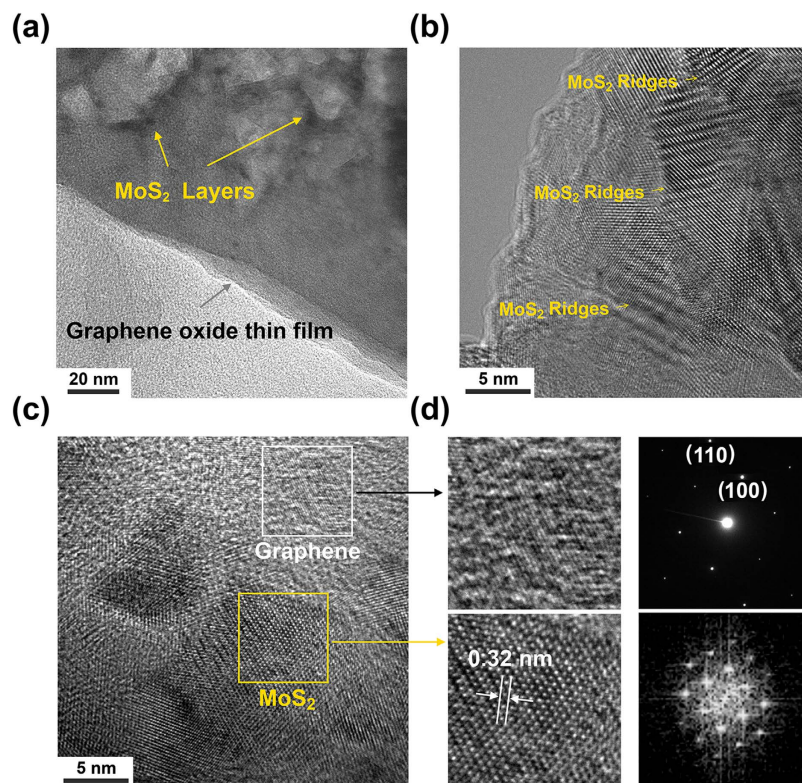 (a)
MoS₂ Layers
Graphene oxide thin film
20 nm
(b)
MoS₂ Ridges
MoS₂ Ridges
MoS₂ Ridges
5 nm
(c)
Graphene
MoS₂
5 nm
(d)
(110)
(100)
0.32 nm